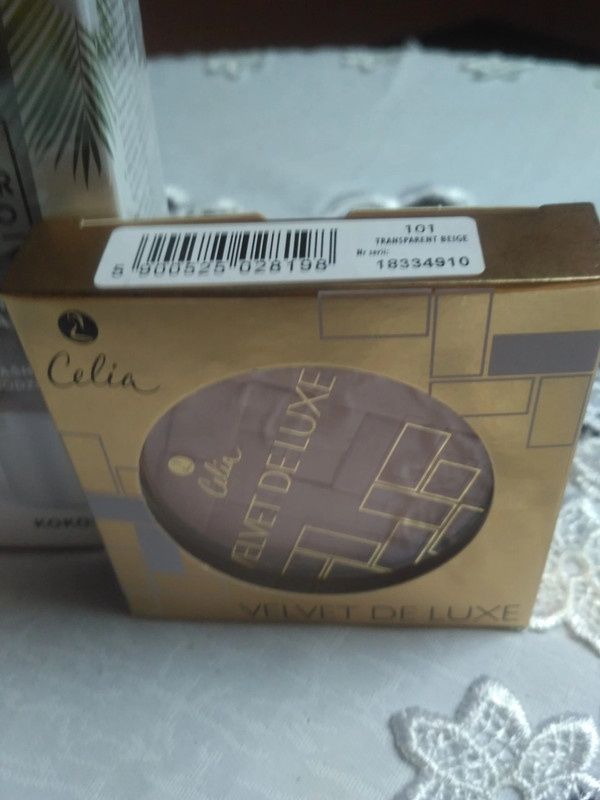 101
TRANSPARENT BEIGE
Nr serii:
18334910
5 900525 028198
Celia
Celia
VELVET DE LUXE
VELVET DE LUXE